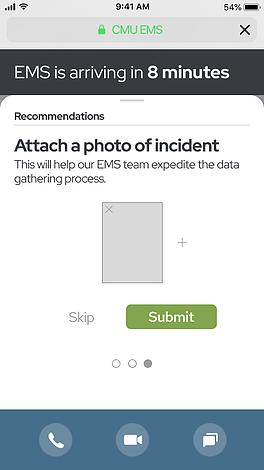 9:41 AM
54%
CMU EMS
EMS is arriving in 8 minutes
Recommendations
Attach a photo of incident
This will help our EMS team expedite the data
gathering process.
Skip
Submit